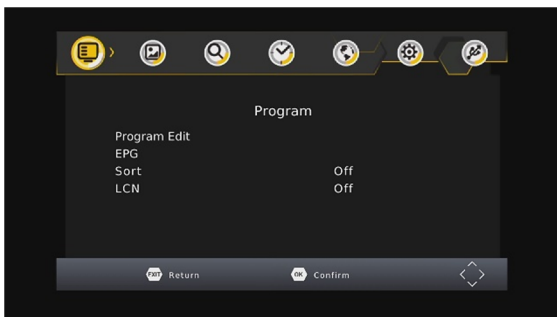 Program
Program Edit
EPG
Sort Off
LCN Off
EXIT Return OK Confirm